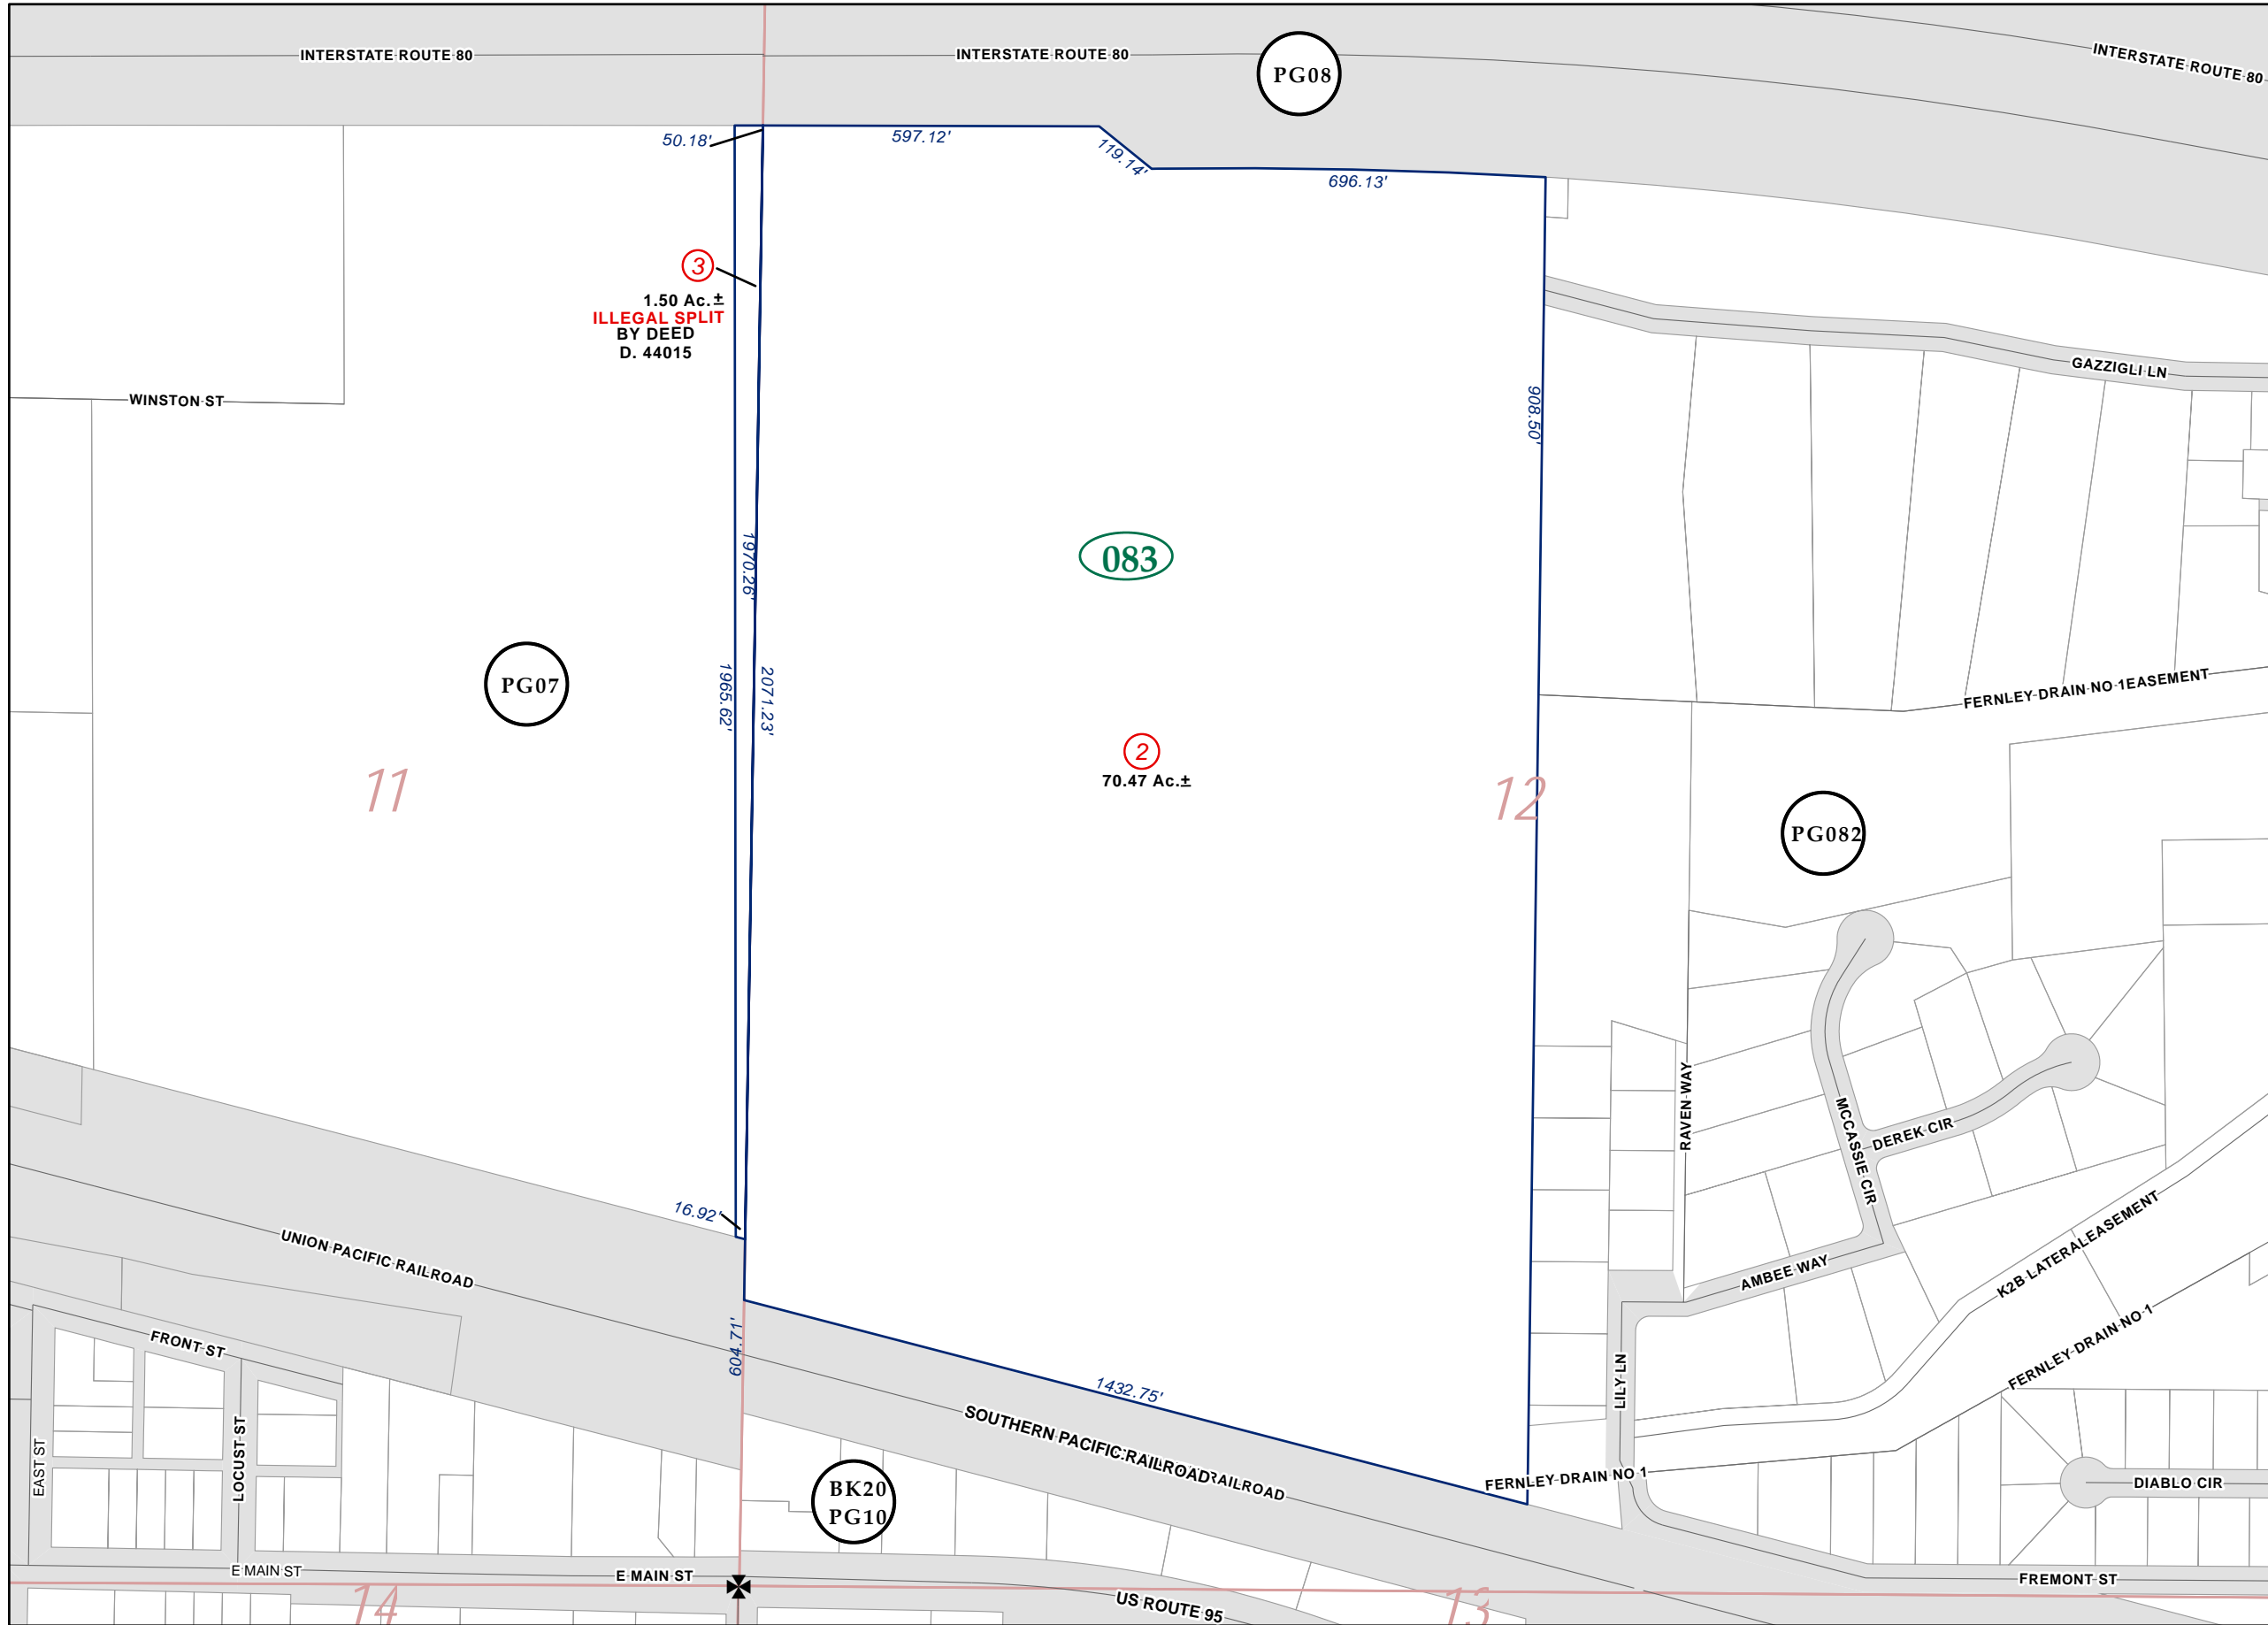 INTERSTATE ROUTE 80
INTERSTATE ROUTE 80
PG08
INTERSTATE ROUTE 80
50.18'
597.12'
119.14'
696.13'
3
1.50 Ac.±
ILLEGAL SPLIT
BY DEED
D. 44015
WINSTON ST
GAZZIGLI LN
908.50'
1970.26'
083
PG07
1965.62'
2071.23'
FERNLEY DRAIN NO 1EASEMENT
2
70.47 Ac.±
11
12
PG082
RAVEN WAY
MCCASSIE CIR
DEREK CIR
16.92'
UNION PACIFIC RAILROAD
AMBEE WAY
K2B LATERALEASEMENT
FRONT ST
604.71'
1432.75'
LILY LN
FERNLEY DRAIN NO 1
EAST ST
LOCUST ST
SOUTHERN PACIFIC RAILROAD
RAILROAD
BK20
PG10
FERNLEY DRAIN NO 1
DIABLO CIR
E MAIN ST
E MAIN ST
FREMONT ST
14
US ROUTE 95
13